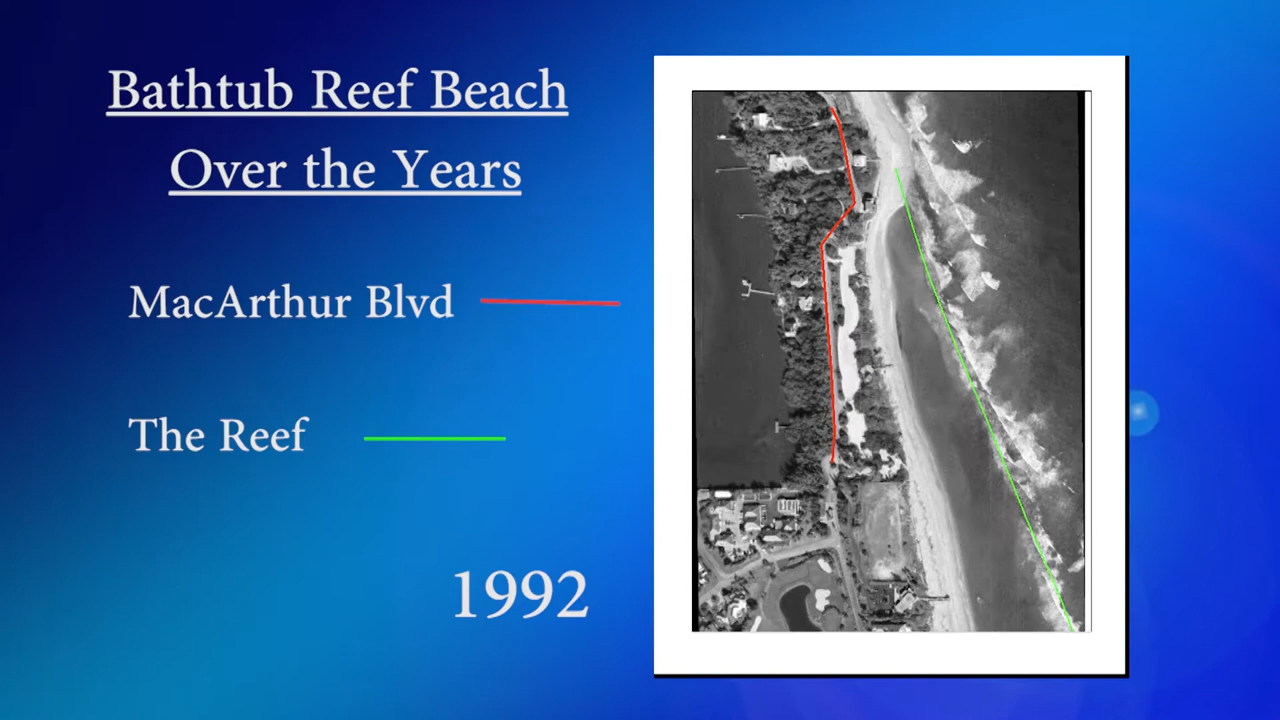 Bathtub Reef Beach
Over the Years
MacArthur Blvd
The Reef
1992